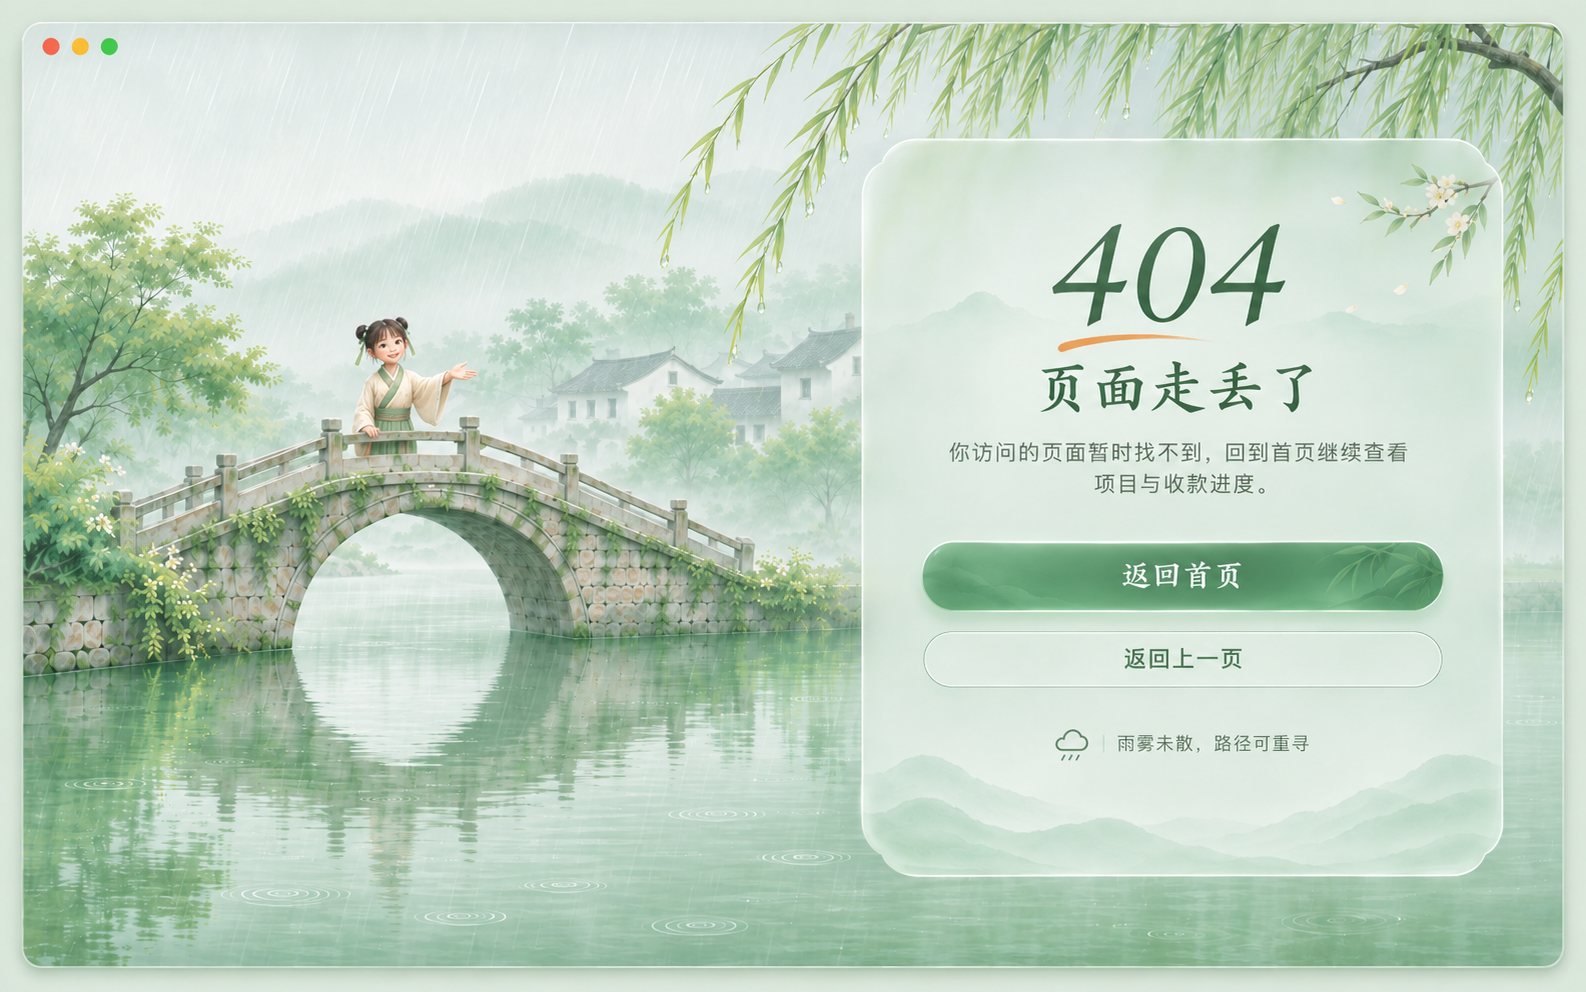 404
页面走丢了
你访问的页面暂时找不到，回到首页继续查看
项目与收款进度。
返回首页
返回上一页
雨雾未散，路径可重寻